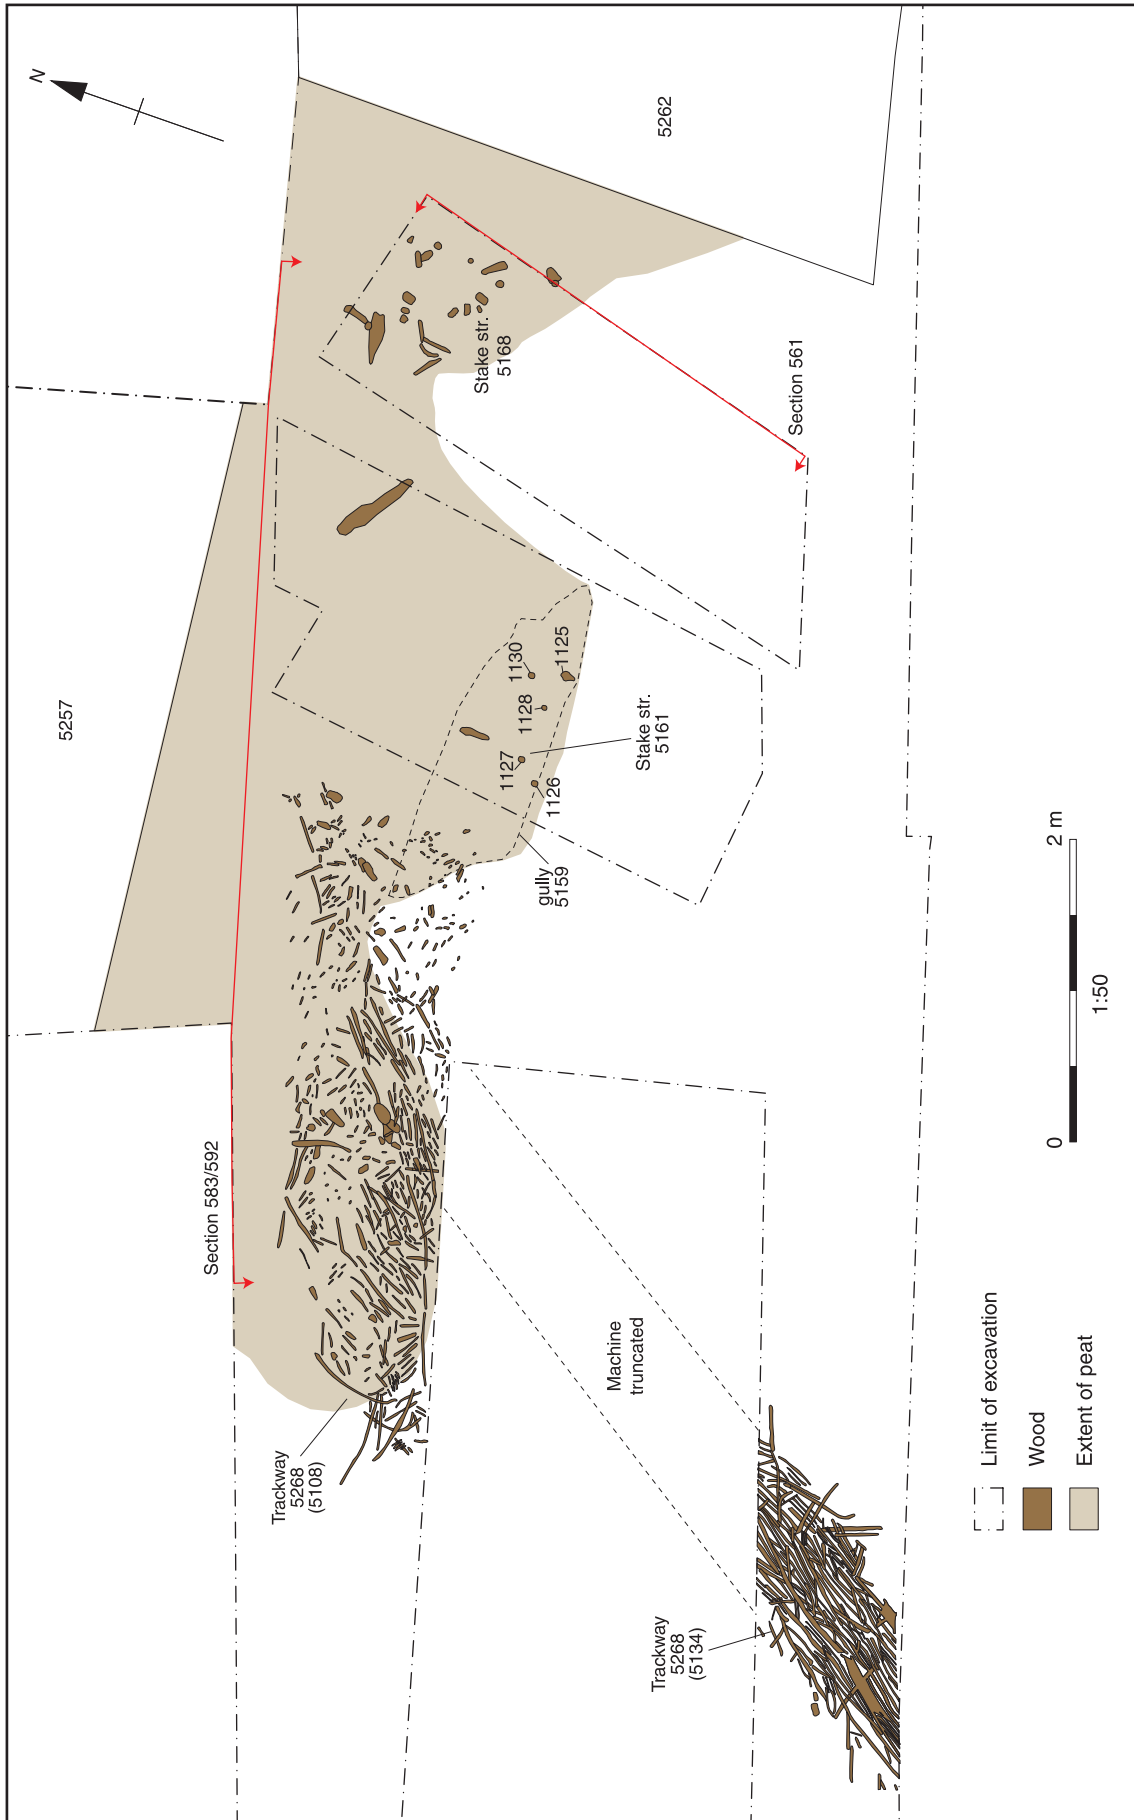 N
5262
5257
Stake str.
5168
Section 561
1130
1125
1128
1127
1126
Stake str.
5161
gully
5159
Section 583/592
Trackway
5268
(5108)
Machine
truncated
Trackway
5268
(5134)
0
2 m
1:50
Limit of excavation
Wood
Extent of peat